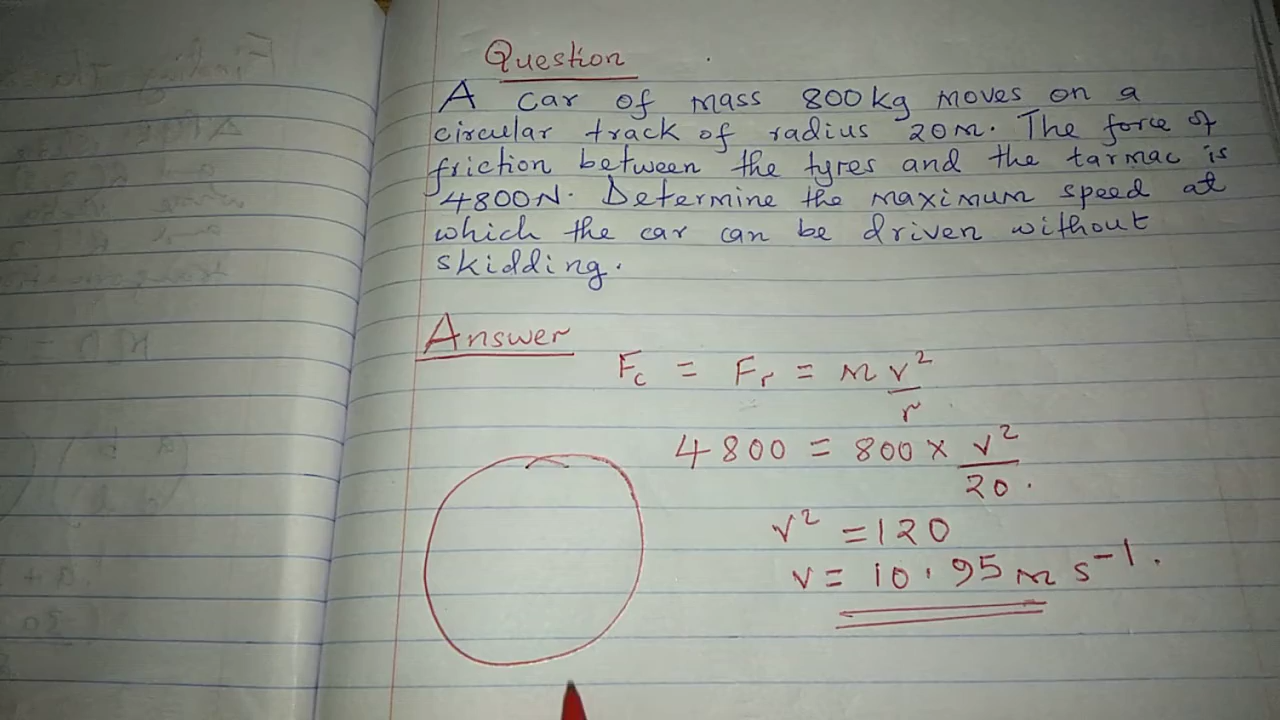 Question
A car of mass 800kg moves on a
circular track of radius 20m. The force of
friction between the tyres and the tarmac is
4800N. Determine the maximum speed at
which the car can be driven without
skidding.
Answer
Fc = Fr = m v²/r
4800 = 800 × v²/20.
v² = 120
v = 10.95 m s⁻¹.